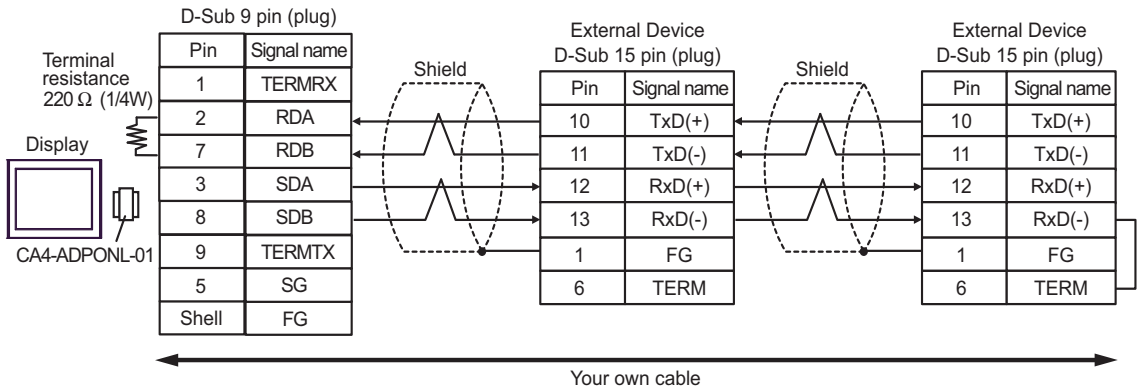 D-Sub 9 pin (plug)
Pin Signal name
1 TERMRX
2 RDA
7 RDB
3 SDA
8 SDB
9 TERMTX
5 SG
Shell FG
Terminal
resistance
220 Ω (1/4W)
Display
CA4-ADPONL-01
Shield
External Device
D-Sub 15 pin (plug)
Pin Signal name
10 TxD(+)
11 TxD(-)
12 RxD(+)
13 RxD(-)
1 FG
6 TERM
Shield
External Device
D-Sub 15 pin (plug)
Pin Signal name
10 TxD(+)
11 TxD(-)
12 RxD(+)
13 RxD(-)
1 FG
6 TERM
Your own cable